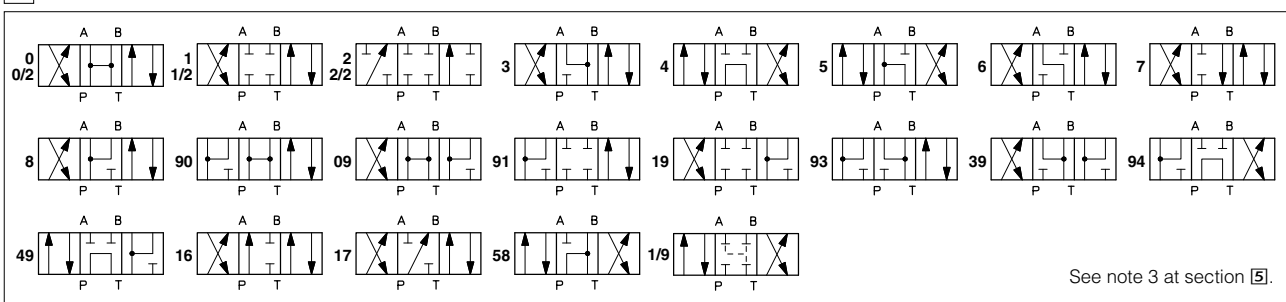 A B A B A B A B A B A B A B A B
0 1 2 3 4 5 6 7
0/2 1/2 2/2
P T P T P T P T P T P T P T P T
A B A B A B A B A B A B A B A B
8 90 09 91 19 93 39 94
P T P T P T P T P T P T P T P T
A B A B A B A B A B
49 16 17 58 1/9
P T P T P T P T P T
See note 3 at section 5.